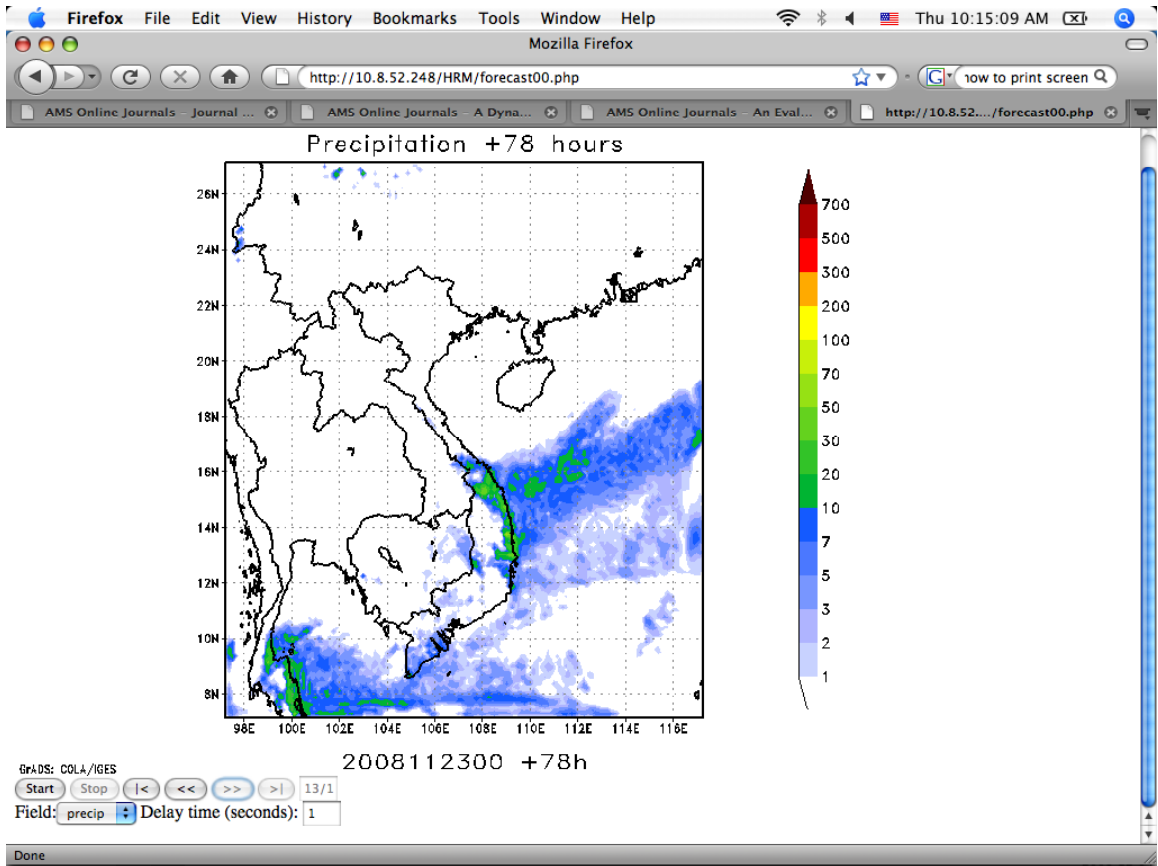 Firefox File Edit View History Bookmarks Tools Window Help Thu 10:15:09 AM
Mozilla Firefox
http://10.8.52.248/HRM/forecast00.php G how to print screen
AMS Online Journals – Journal ... AMS Online Journals – A Dyna... AMS Online Journals – An Eval... http://10.8.52..../forecast00.php
Precipitation +78 hours
26N
24N
22N
20N
18N
16N
14N
12N
10N
8N
98E 100E 102E 104E 106E 108E 110E 112E 114E 116E
700
500
300
200
100
70
50
30
20
10
7
5
3
2
1
2008112300 +78h
GrADS: COLA/IGES
Start Stop |< << >> >| 13/1
Field: precip Delay time (seconds): 1
Done